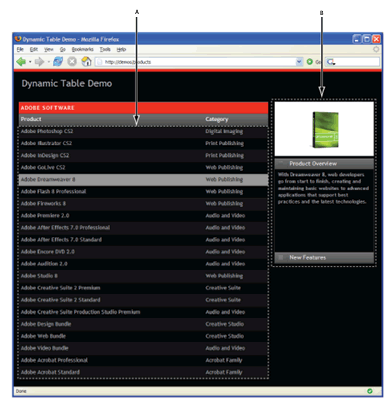 A
B
Dynamic Table Demo - Mozilla Firefox
File Edit View Go Bookmarks Tools Help
http://demos/products
Dynamic Table Demo
ADOBE SOFTWARE
Product Category
Adobe Photoshop CS2 Digital Imaging
Adobe Illustrator CS2 Print Publishing
Adobe InDesign CS2 Print Publishing
Adobe GoLive CS2 Web Publishing
Adobe Dreamweaver 8 Web Publishing
Adobe Flash 8 Professional Web Publishing
Adobe Fireworks 8 Web Publishing
Adobe Premiere 2.0 Audio and Video
Adobe After Effects 7.0 Professional Audio and Video
Adobe After Effects 7.0 Standard Audio and Video
Adobe Encore DVD 2.0 Audio and Video
Adobe Audition 2.0 Audio and Video
Adobe Studio 8 Web Publishing
Adobe Creative Suite 2 Premium Creative Suite
Adobe Creative Suite 2 Standard Creative Suite
Adobe Creative Suite Production Studio Premium Audio and Video
Adobe Design Bundle Creative Studio
Adobe Web Bundle Creative Studio
Adobe Video Bundle Audio and Video
Adobe Acrobat Professional Acrobat Family
Adobe Acrobat Standard Acrobat Family
Product Overview
With Dreamweaver 8, web developers
go from start to finish, creating and
maintaining basic websites to advanced
applications that support best
practices and the latest technologies.
New Features
Done